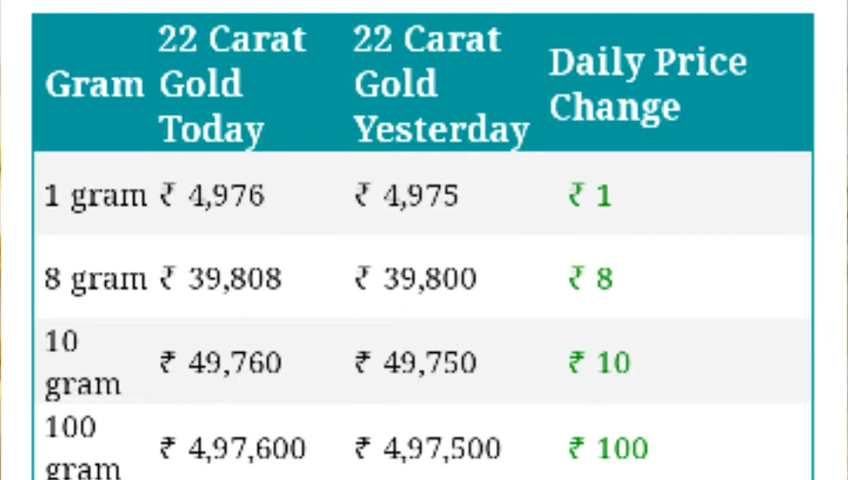 Gram 22 Carat Gold Today 22 Carat Gold Yesterday Daily Price Change
1 gram ₹ 4,976 ₹ 4,975 ₹ 1
8 gram ₹ 39,808 ₹ 39,800 ₹ 8
10 gram ₹ 49,760 ₹ 49,750 ₹ 10
100 gram ₹ 4,97,600 ₹ 4,97,500 ₹ 100